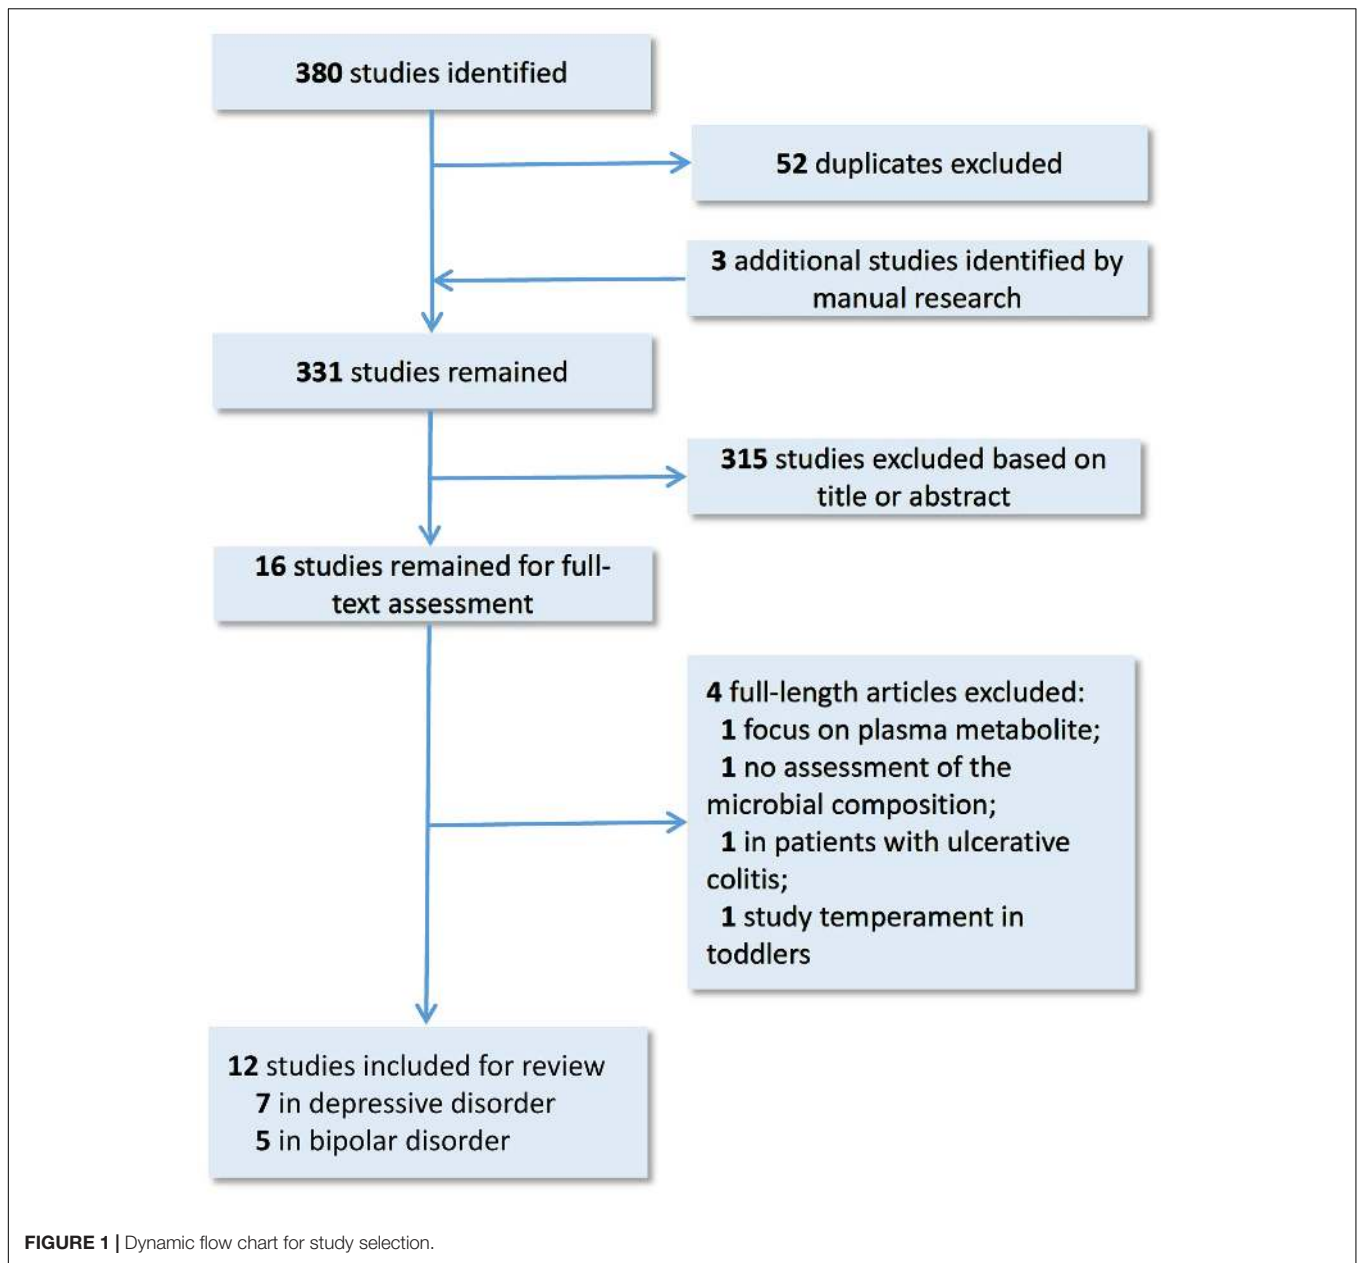 380 studies identified
52 duplicates excluded
3 additional studies identified by
manual research
331 studies remained
315 studies excluded based on
title or abstract
16 studies remained for full-
text assessment
4 full-length articles excluded:
1 focus on plasma metabolite;
1 no assessment of the
microbial composition;
1 in patients with ulcerative
colitis;
1 study temperament in
toddlers
12 studies included for review
7 in depressive disorder
5 in bipolar disorder
FIGURE 1 | Dynamic flow chart for study selection.